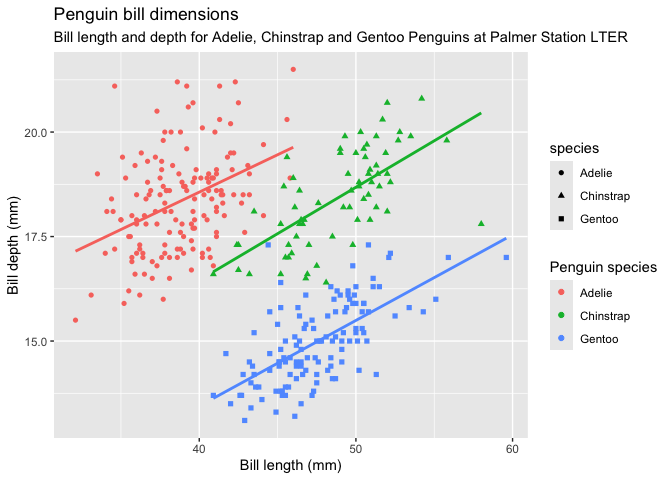 Penguin bill dimensions
Bill length and depth for Adelie, Chinstrap and Gentoo Penguins at Palmer Station LTER
Bill depth (mm)
20.0
17.5
15.0
40
50
60
Bill length (mm)
species
Adelie
Chinstrap
Gentoo
Penguin species
Adelie
Chinstrap
Gentoo